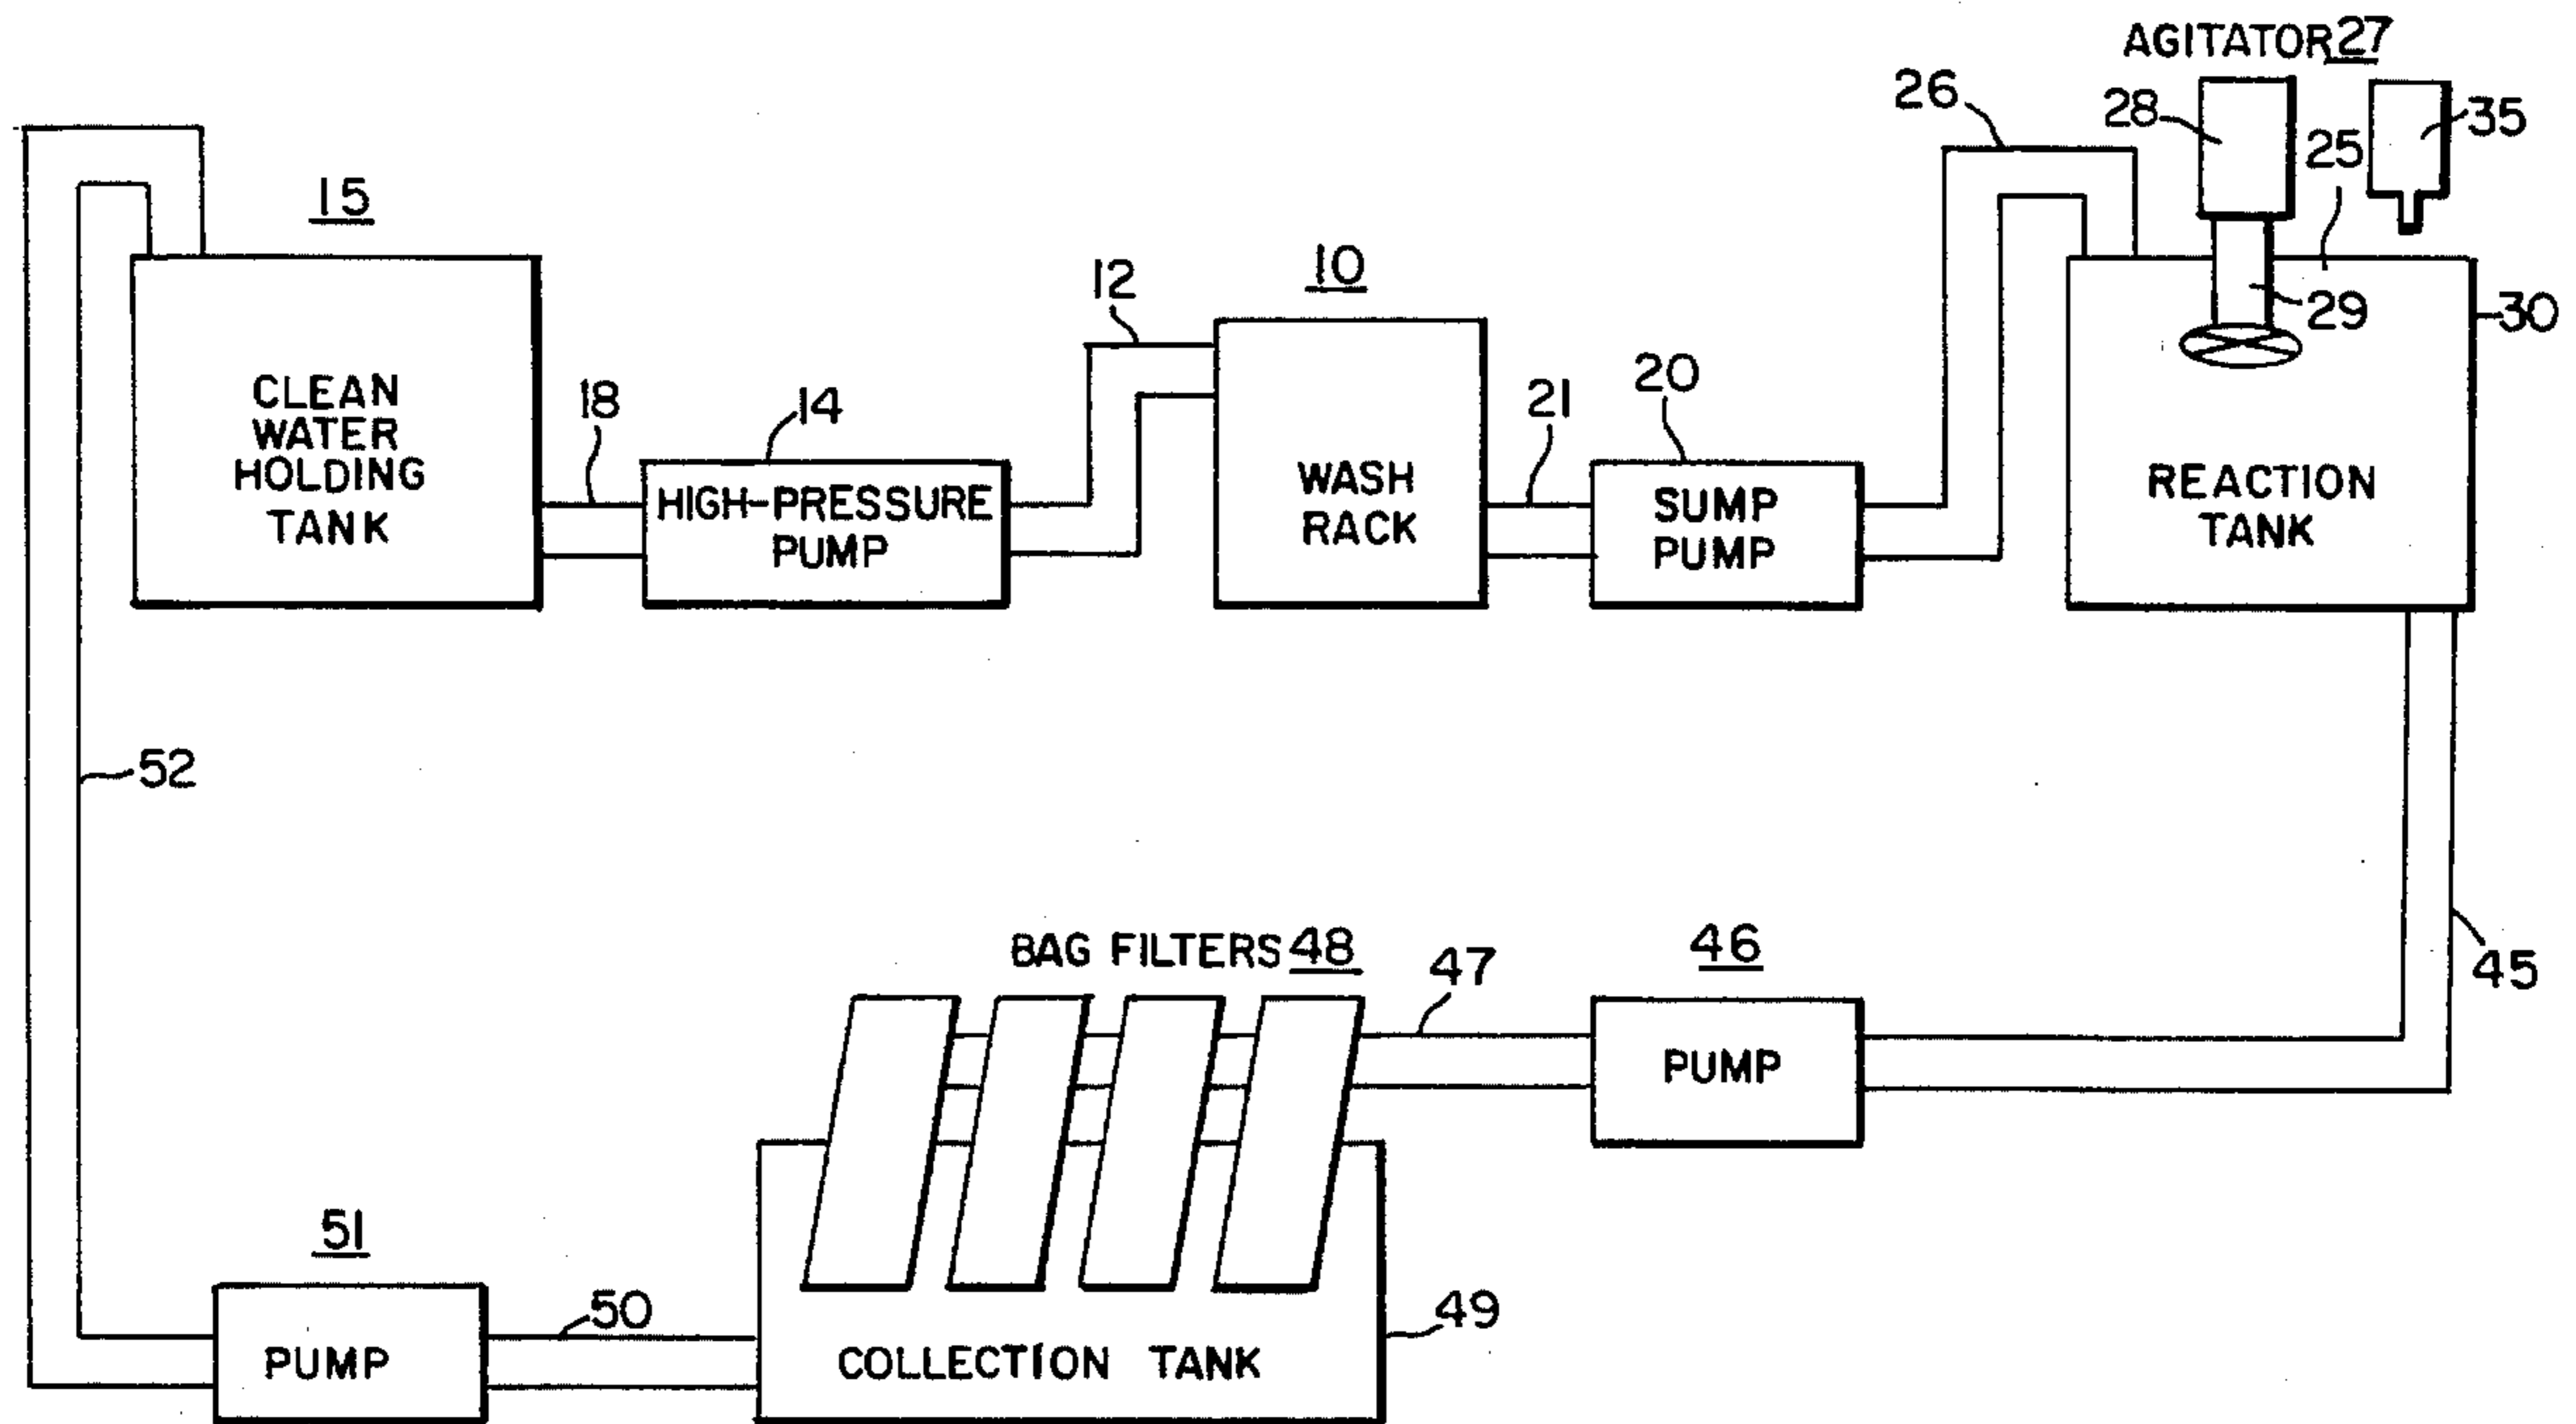 AGITATOR 27
26
28
35
25
15
10
12
29
30
CLEAN
WATER
HOLDING
TANK
18
14
HIGH-PRESSURE
PUMP
WASH
RACK
21
20
SUMP
PUMP
REACTION
TANK
52
BAG FILTERS 48
47
46
PUMP
45
51
PUMP
50
COLLECTION TANK
49